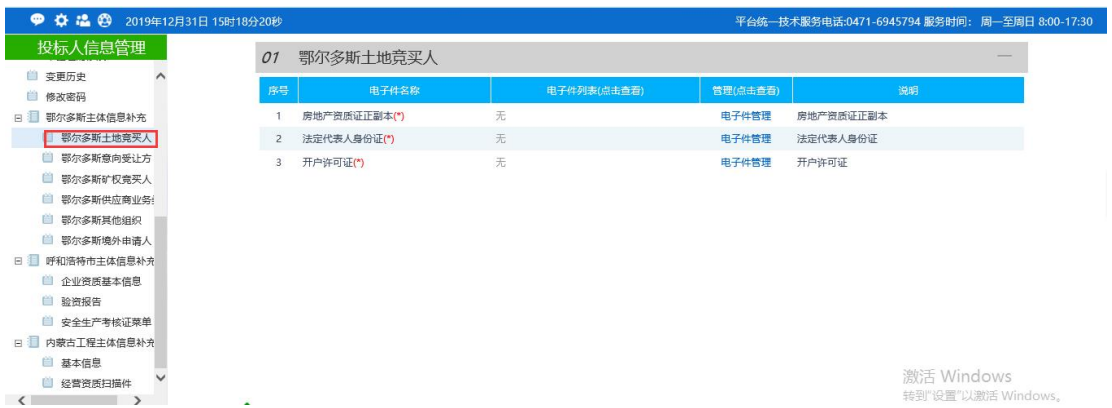 2019年12月31日 15时18分20秒
平台统一技术服务电话:0471-6945794 服务时间: 周一至周日 8:00-17:30
投标人信息管理
变更历史
修改密码
鄂尔多斯主体信息补充
鄂尔多斯土地竞买人
鄂尔多斯意向受让方
鄂尔多斯矿权竞买人
鄂尔多斯供应商业务
鄂尔多斯其他组织
鄂尔多斯境外申请人
呼和浩特市主体信息补充
企业资质基本信息
验资报告
安全生产考核证菜单
内蒙古工程主体信息补充
基本信息
经营资质扫描件
01 鄂尔多斯土地竞买人
序号 电子件名称 电子件列表(点击查看) 管理(点击查看) 说明
1 房地产资质证正副本(*) 无 电子件管理 房地产资质证正副本
2 法定代表人身份证(*) 无 电子件管理 法定代表人身份证
3 开户许可证(*) 无 电子件管理 开户许可证
激活 Windows
转到"设置"以激活 Windows。